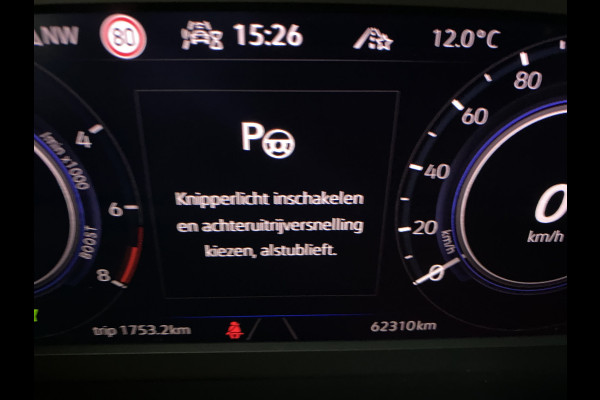 NW 80 15:26 12.0°C
P
Knipperlicht inschakelen
en achteruitrijversnelling
kiezen, alstublieft.
4
6
8
1/min x1000
BOOST
80
60
40
20
0
km/h
0
km/h
trip 1753.2km 62310km